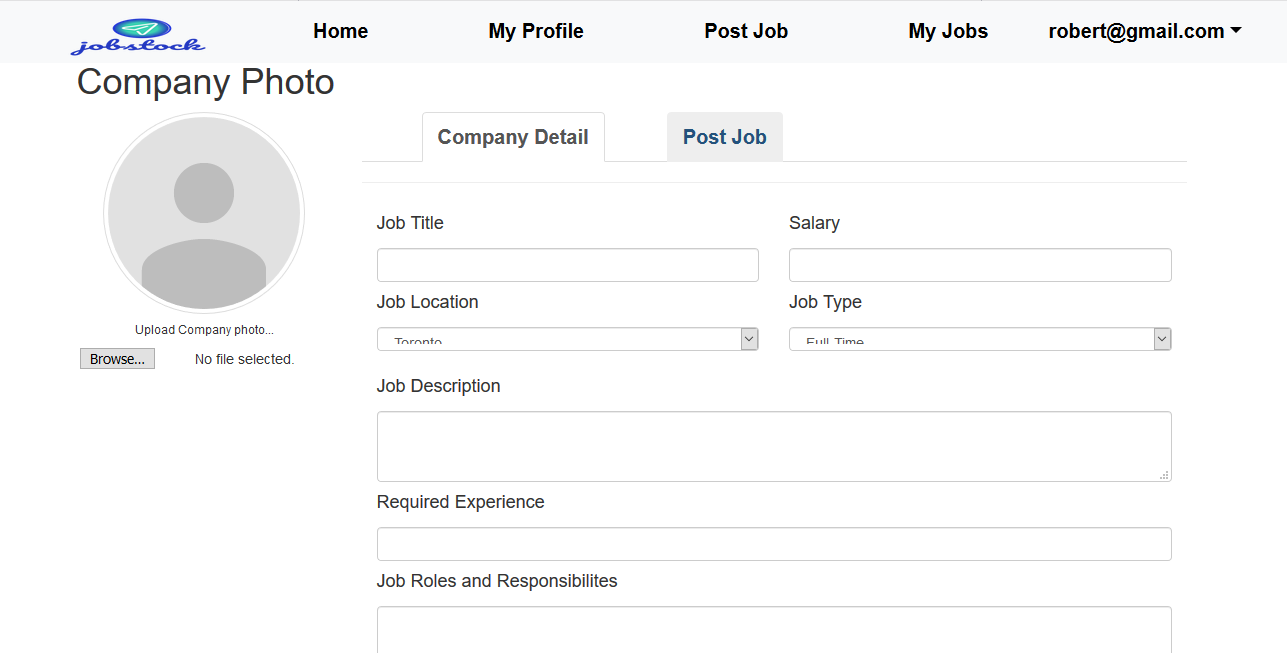 jobstock
Home My Profile Post Job My Jobs robert@gmail.com
Company Photo
Company Detail Post Job
Upload Company photo...
Browse... No file selected.
Job Title Salary
Job Location Job Type
Toronto Full Time
Job Description
Required Experience
Job Roles and Responsibilites